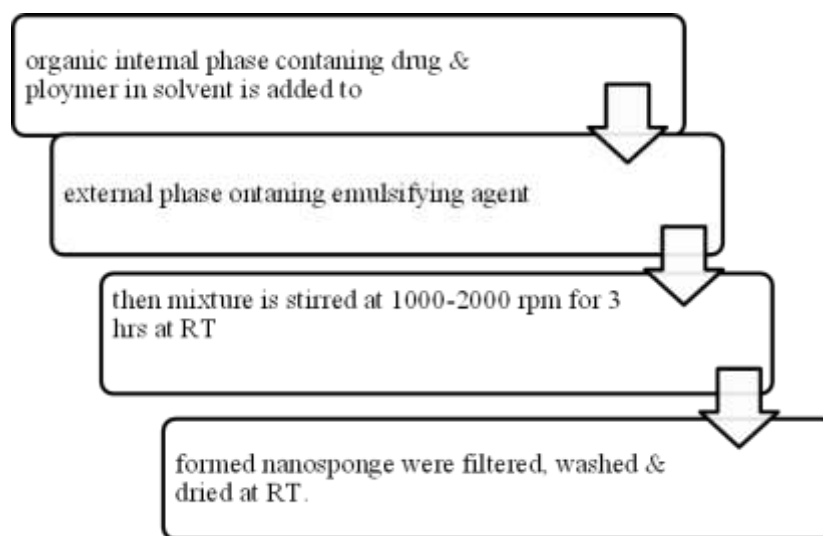 organic internal phase contaning drug &
ploymer in solvent is added to
external phase ontaning emulsifying agent
then mixture is stirred at 1000-2000 rpm for 3
hrs at RT
formed nanosponge were filtered, washed &
dried at RT.